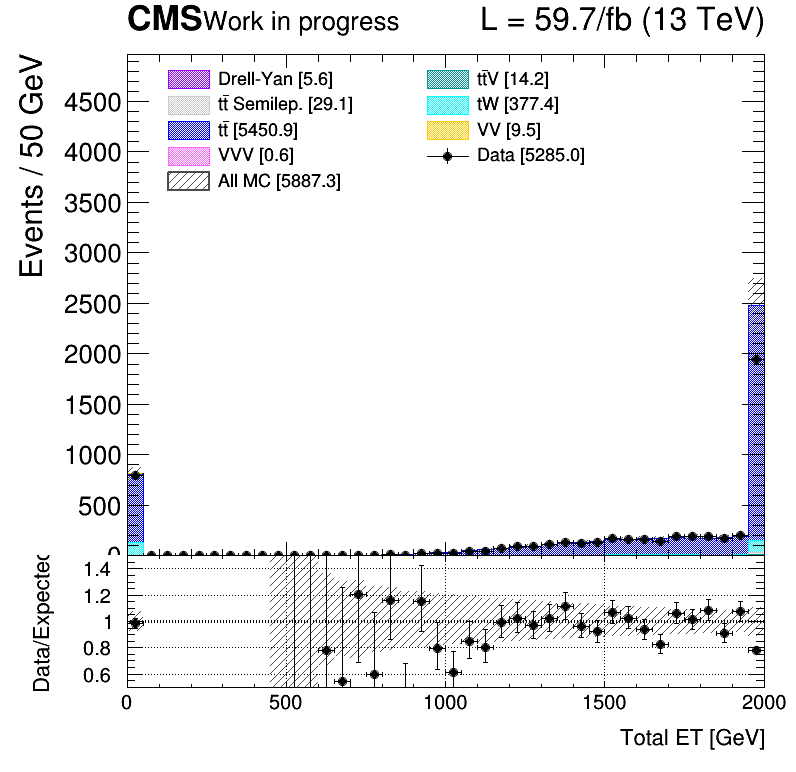 CMS Work in progress L = 59.7/fb (13 TeV)
Events / 50 GeV
Drell-Yan [5.6]
tt̄ Semilep. [29.1]
tt̄ [5450.9]
VVV [0.6]
All MC [5887.3]
tt̄V [14.2]
tW [377.4]
VV [9.5]
Data [5285.0]
4500
4000
3500
3000
2500
2000
1500
1000
500
0
Data/Expected
1.4
1.2
1
0.8
0.6
0 500 1000 1500 2000
Total ET [GeV]